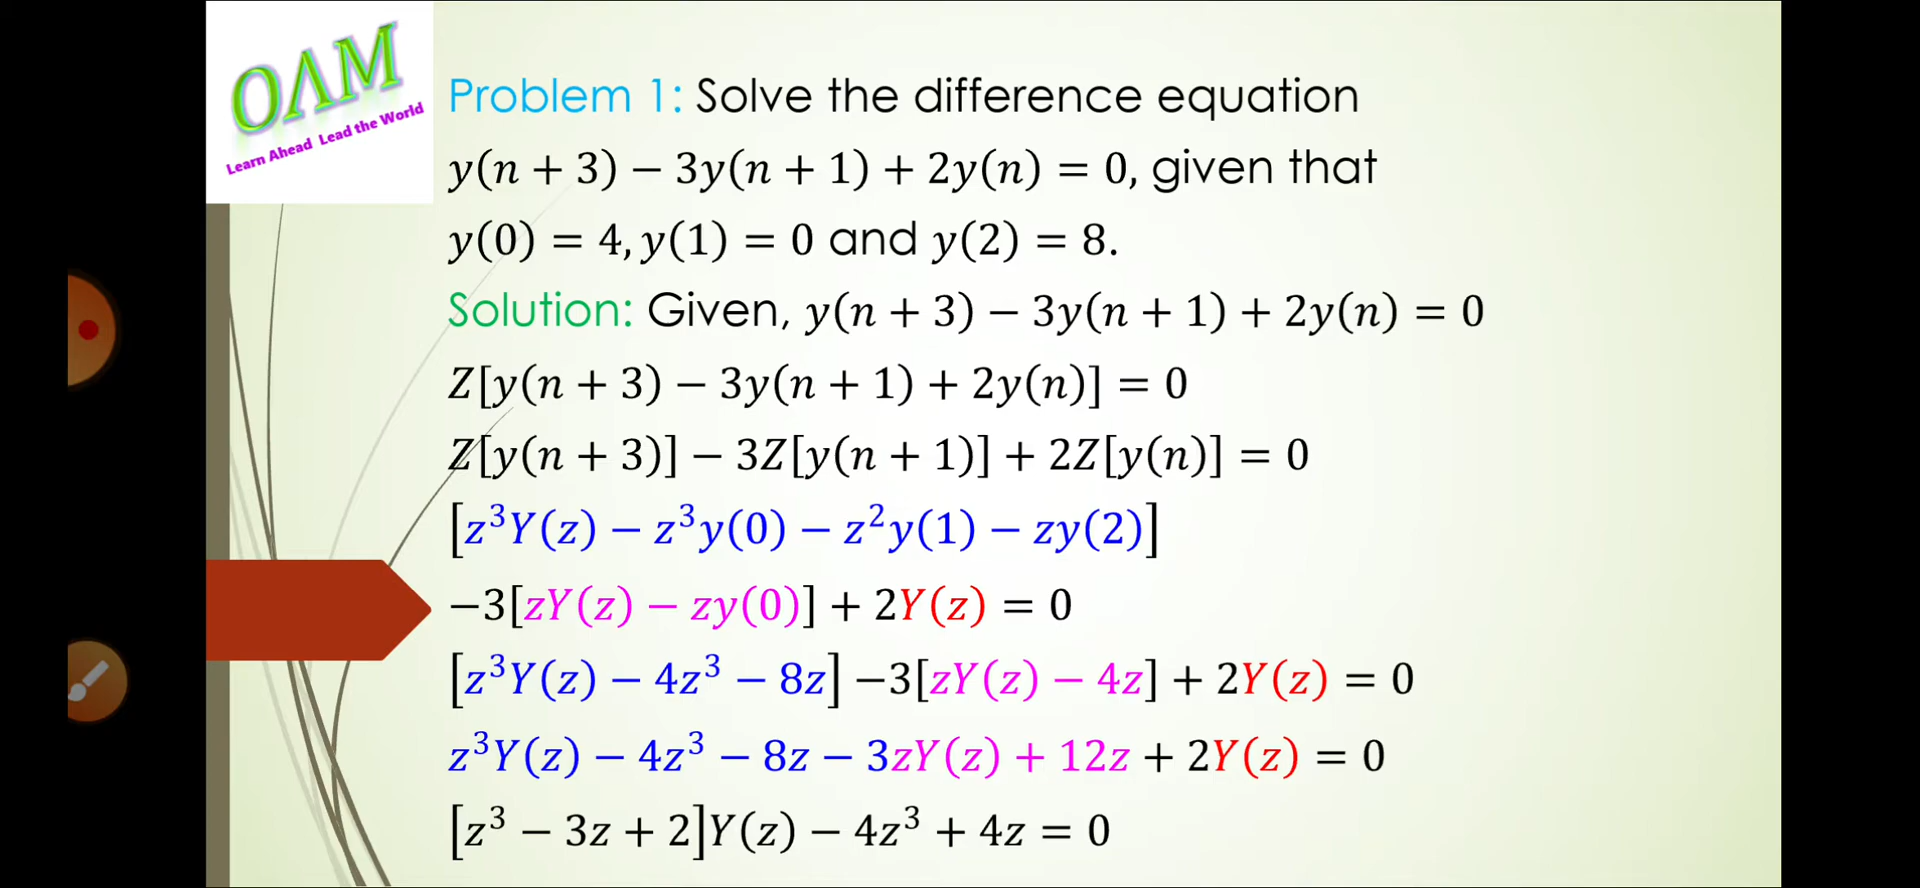 OΛM
Learn Ahead Lead the World
Problem 1: Solve the difference equation
y(n + 3) − 3y(n + 1) + 2y(n) = 0, given that
y(0) = 4, y(1) = 0 and y(2) = 8.
Solution: Given, y(n + 3) − 3y(n + 1) + 2y(n) = 0
Z[y(n + 3) − 3y(n + 1) + 2y(n)] = 0
Z[y(n + 3)] − 3Z[y(n + 1)] + 2Z[y(n)] = 0
[z³Y(z) − z³y(0) − z²y(1) − zy(2)]
−3[zY(z) − zy(0)] + 2Y(z) = 0
[z³Y(z) − 4z³ − 8z] −3[zY(z) − 4z] + 2Y(z) = 0
z³Y(z) − 4z³ − 8z − 3zY(z) + 12z + 2Y(z) = 0
[z³ − 3z + 2]Y(z) − 4z³ + 4z = 0